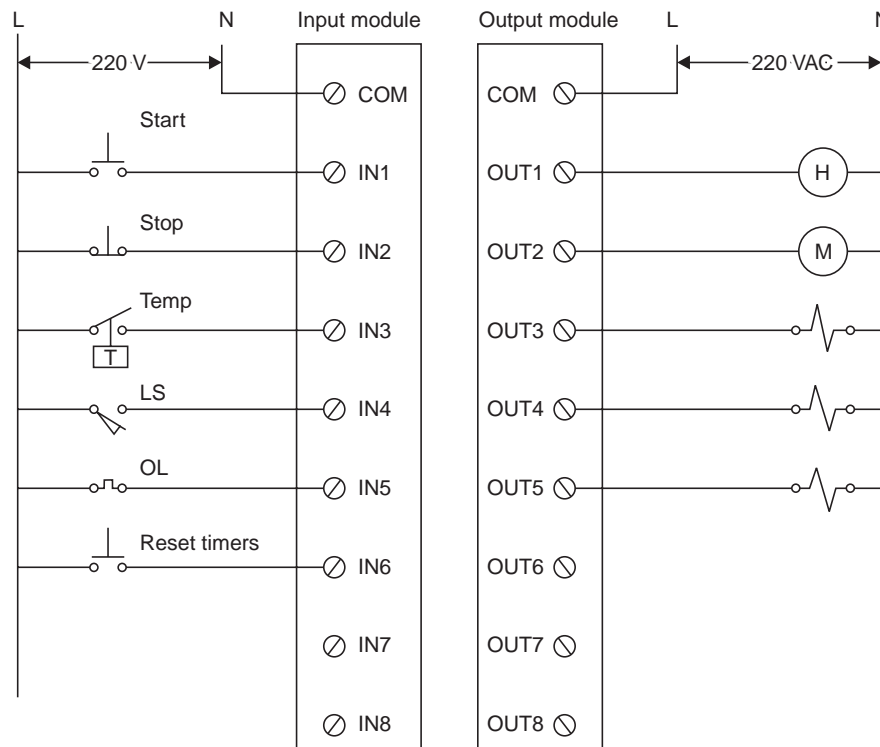 L N Input module Output module L N
220 V 220 VAC
COM COM
Start
IN1 OUT1 H
Stop
IN2 OUT2 M
Temp
IN3 OUT3
T
LS
IN4 OUT4
OL
IN5 OUT5
Reset timers
IN6 OUT6
IN7 OUT7
IN8 OUT8